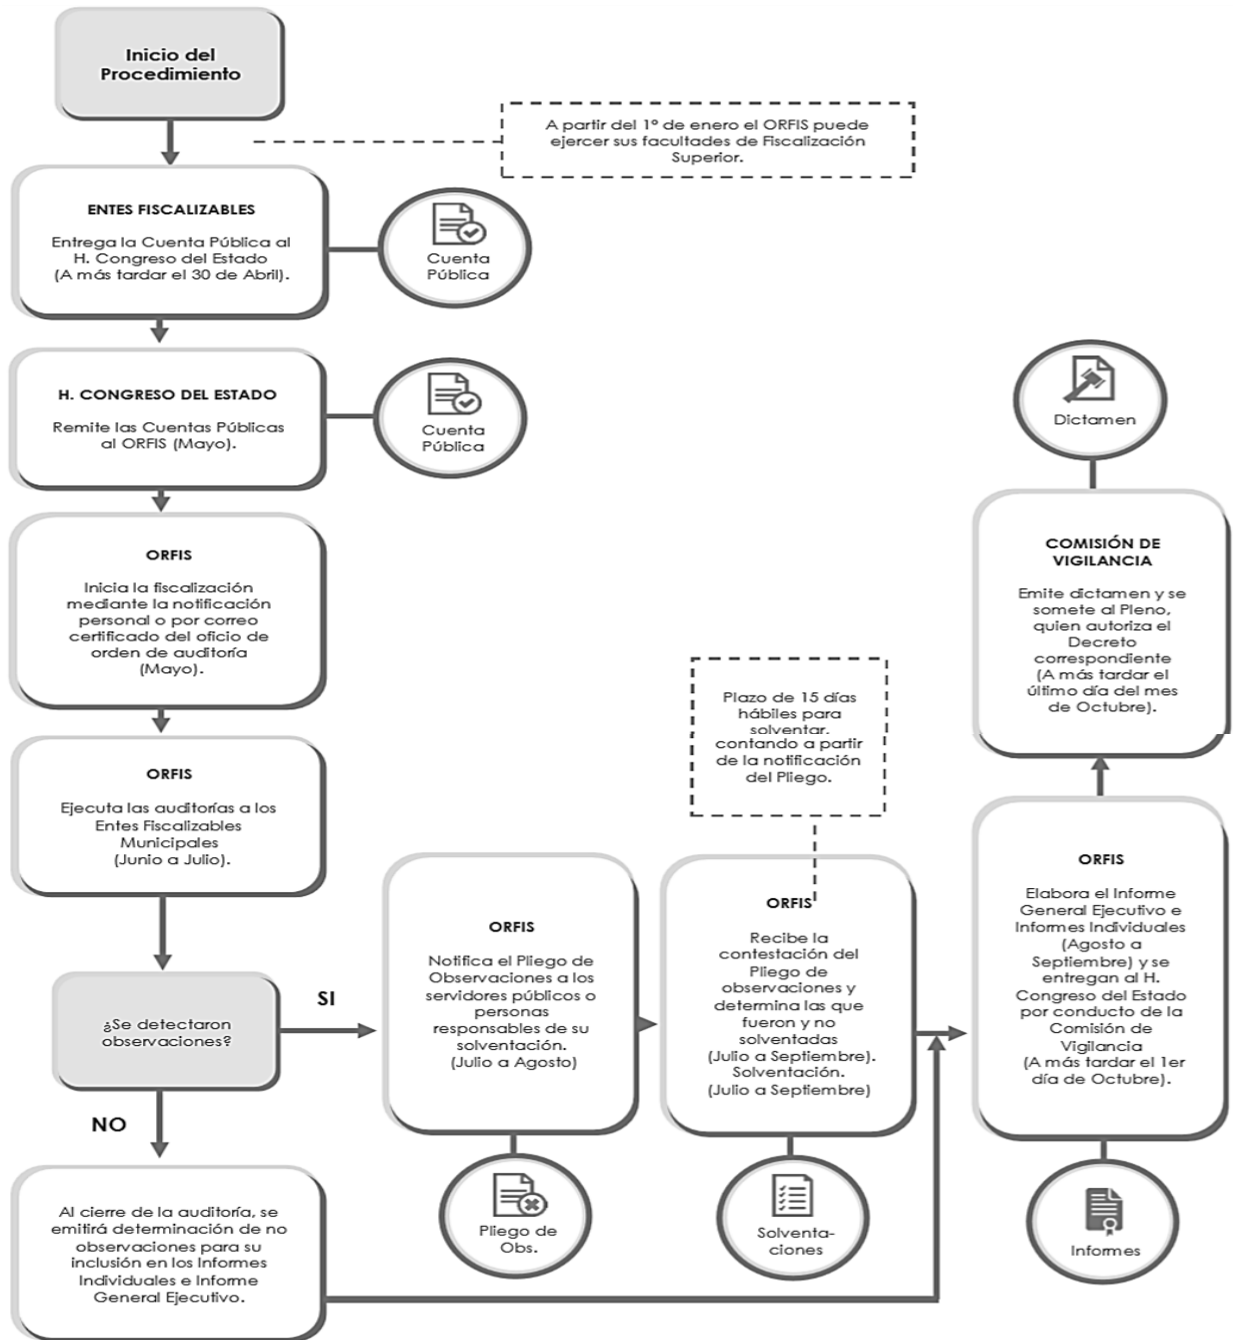 Inicio del
Procedimiento
A partir del 1º de enero el ORFIS puede
ejercer sus facultades de Fiscalización
Superior.
ENTES FISCALIZABLES
Entrega la Cuenta Pública al
H. Congreso del Estado
(A más tardar el 30 de Abril).
Cuenta
Pública
H. CONGRESO DEL ESTADO
Remite las Cuentas Públicas
al ORFIS (Mayo).
Cuenta
Pública
ORFIS
Inicia la fiscalización
mediante la notificación
personal o por correo
certificado del oficio de
orden de auditoría
(Mayo).
ORFIS
Ejecuta las auditorías a los
Entes Fiscalizables
Municipales
(Junio a Julio).
¿Se detectaron
observaciones?
SI
NO
Al cierre de la auditoría, se
emitirá determinación de no
observaciones para su
inclusión en los Informes
Individuales e Informe
General Ejecutivo.
ORFIS
Notifica el Pliego de
Observaciones a los
servidores públicos o
personas
responsables de su
solventación.
(Julio a Agosto)
Pliego de
Obs.
Plazo de 15 días
hábiles para
solventar.
contando a partir
de la notificación
del Pliego.
ORFIS
Recibe la
contestación del
Pliego de
observaciones y
determina las que
fueron y no
solventadas
(Julio a Septiembre).
Solventación.
(Julio a Septiembre)
Solventa-
ciones
ORFIS
Elabora el Informe
General Ejecutivo e
Informes Individuales
(Agosto a
Septiembre) y se
entregan al H.
Congreso del Estado
por conducto de la
Comisión de
Vigilancia
(A más tardar el 1er
día de Octubre).
Informes
COMISIÓN DE
VIGILANCIA
Emite dictamen y se
somete al Pleno,
quien autoriza el
Decreto
correspondiente
(A más tardar el
último día del mes
de Octubre).
Dictamen